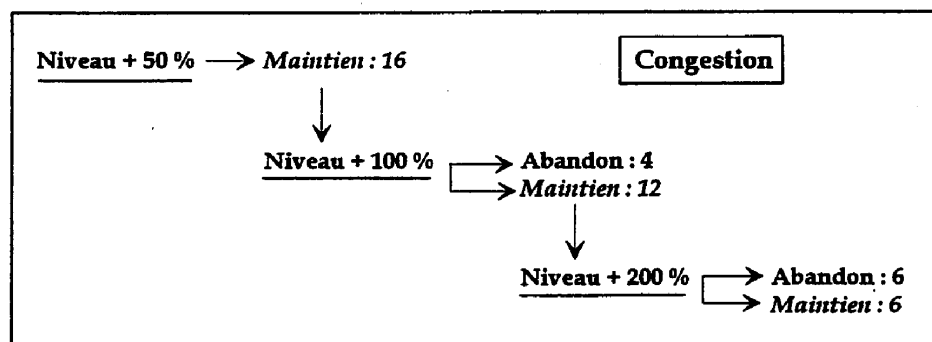 Niveau + 50 % Maintien : 16
Congestion
Niveau + 100 %
Abandon : 4
Maintien : 12
Niveau + 200 %
Abandon : 6
Maintien : 6